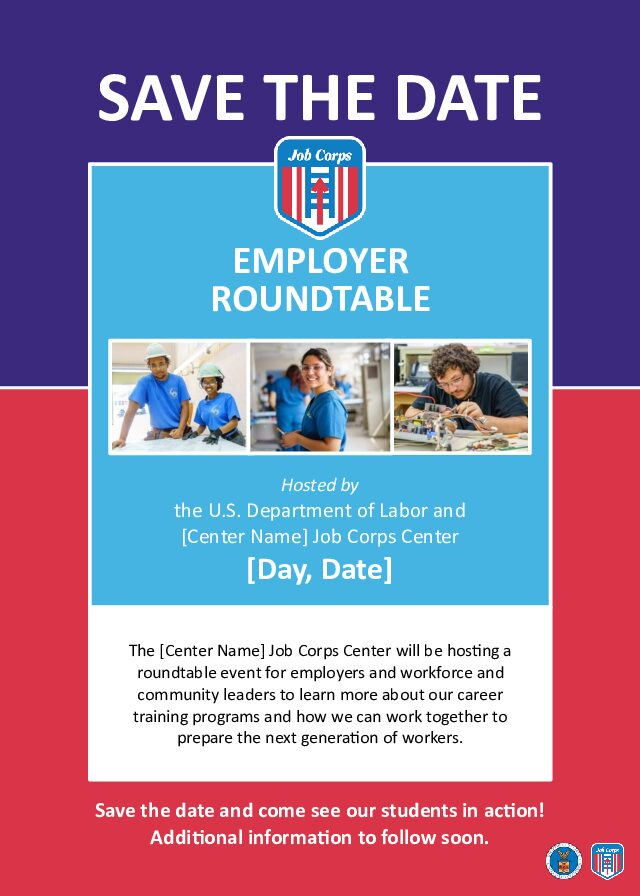 SAVE THE DATE
Job Corps
EMPLOYER
ROUNDTABLE
Hosted by
the U.S. Department of Labor and
[Center Name] Job Corps Center
[Day, Date]
The [Center Name] Job Corps Center will be hosting a
roundtable event for employers and workforce and
community leaders to learn more about our career
training programs and how we can work together to
prepare the next generation of workers.
Save the date and come see our students in action!
Additional information to follow soon.
Job Corps